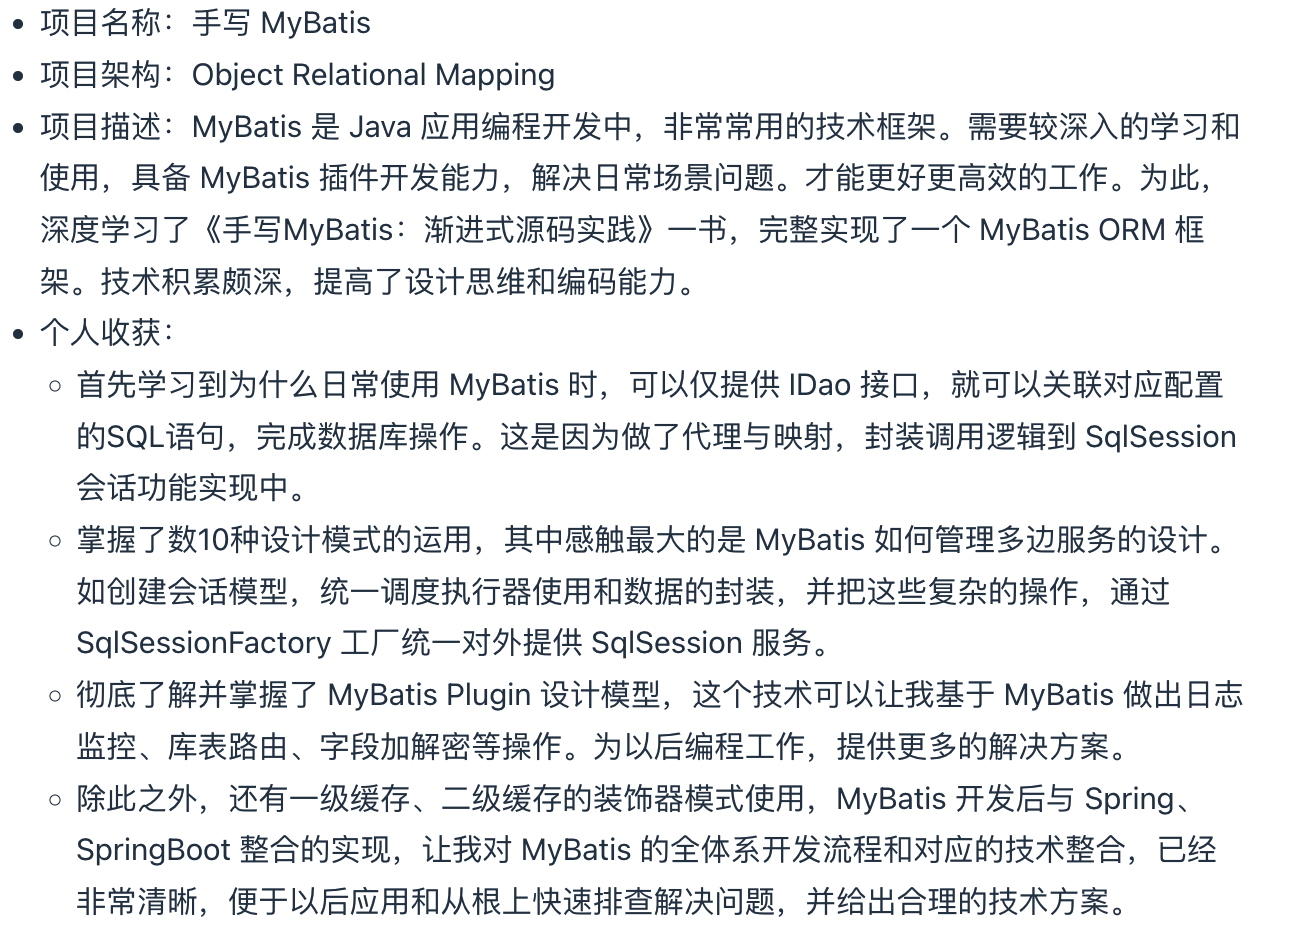 项目名称：手写 MyBatis
项目架构：Object Relational Mapping
项目描述：MyBatis 是 Java 应用编程开发中，非常常用的技术框架。需要较深入的学习和
使用，具备 MyBatis 插件开发能力，解决日常场景问题。才能更好更高效的工作。为此，
深度学习了《手写MyBatis：渐进式源码实践》一书，完整实现了一个 MyBatis ORM 框
架。技术积累颇深，提高了设计思维和编码能力。
个人收获：
首先学习到为什么日常使用 MyBatis 时，可以仅提供 IDao 接口，就可以关联对应配置
的SQL语句，完成数据库操作。这是因为做了代理与映射，封装调用逻辑到 SqlSession
会话功能实现中。
掌握了数10种设计模式的运用，其中感触最大的是 MyBatis 如何管理多边服务的设计。
如创建会话模型，统一调度执行器使用和数据的封装，并把这些复杂的操作，通过
SqlSessionFactory 工厂统一对外提供 SqlSession 服务。
彻底了解并掌握了 MyBatis Plugin 设计模型，这个技术可以让我基于 MyBatis 做出日志
监控、库表路由、字段加解密等操作。为以后编程工作，提供更多的解决方案。
除此之外，还有一级缓存、二级缓存的装饰器模式使用，MyBatis 开发后与 Spring、
SpringBoot 整合的实现，让我对 MyBatis 的全体系开发流程和对应的技术整合，已经
非常清晰，便于以后应用和从根上快速排查解决问题，并给出合理的技术方案。